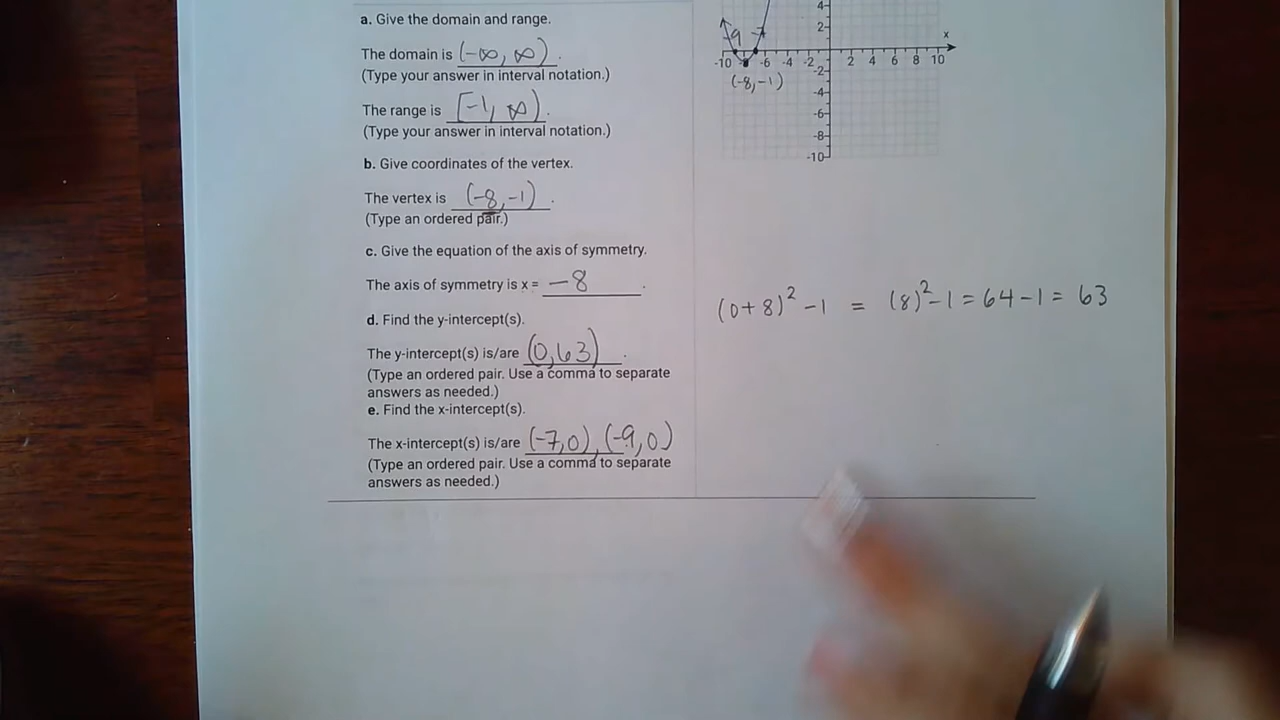 a. Give the domain and range.
The domain is (-∞, ∞).
(Type your answer in interval notation.)
The range is [-1, ∞).
(Type your answer in interval notation.)
b. Give coordinates of the vertex.
The vertex is (-8,-1).
(Type an ordered pair.)
c. Give the equation of the axis of symmetry.
The axis of symmetry is x = -8.
d. Find the y-intercept(s).
The y-intercept(s) is/are (0,63).
(Type an ordered pair. Use a comma to separate
answers as needed.)
e. Find the x-intercept(s).
The x-intercept(s) is/are (-7,0), (-9,0)
(Type an ordered pair. Use a comma to separate
answers as needed.)
4
2
-9 -7
x
-10 -6 -4 -2 2 4 6 8 10
-2
(-8,-1)
-4
-6
-8
-10
(0+8)² -1 = (8)² -1 = 64 -1 = 63